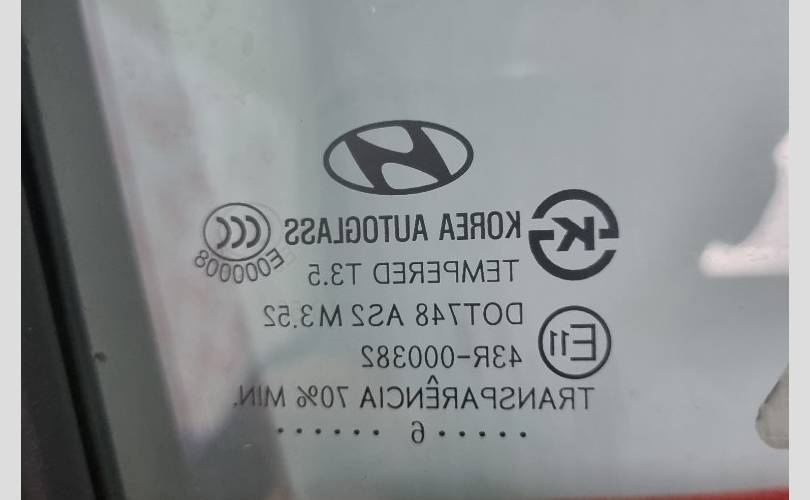 KOREA AUTOGLASS
K
CCC
E000008
TEMPERED T3.5
DOT748 AS2 M3.52
E11
43R-000382
TRANSPARÊNCIA 70% MIN.
· · · · · 6 · · · · · ·